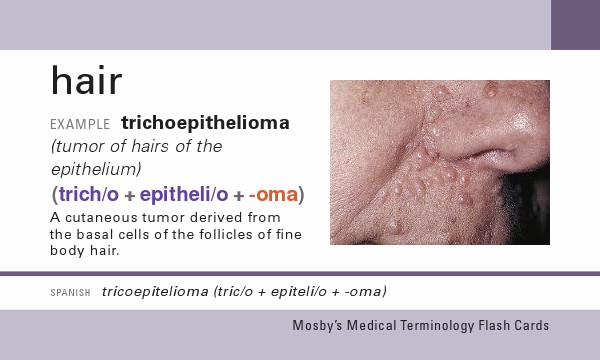 hair
EXAMPLE trichoepithelioma
(tumor of hairs of the
epithelium)
(trich/o + epitheli/o + -oma)
A cutaneous tumor derived from
the basal cells of the follicles of fine
body hair.
SPANISH tricoepitelioma (tric/o + epiteli/o + -oma)
Mosby's Medical Terminology Flash Cards